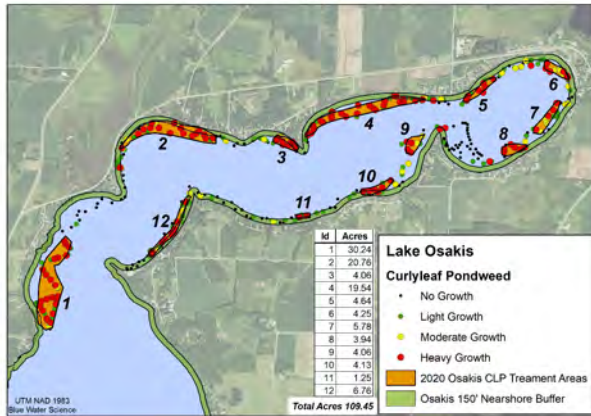 1
2
3
4
5
6
7
8
9
10
11
12
Id Acres
1 30.24
2 20.76
3 4.06
4 19.54
5 4.64
6 4.25
7 5.78
8 3.94
9 4.06
10 4.13
11 1.25
12 6.76
Total Acres 109.45
Lake Osakis
Curlyleaf Pondweed
No Growth
Light Growth
Moderate Growth
Heavy Growth
2020 Osakis CLP Treament Areas
Osakis 150' Nearshore Buffer
UTM NAD 1983
Blue Water Science